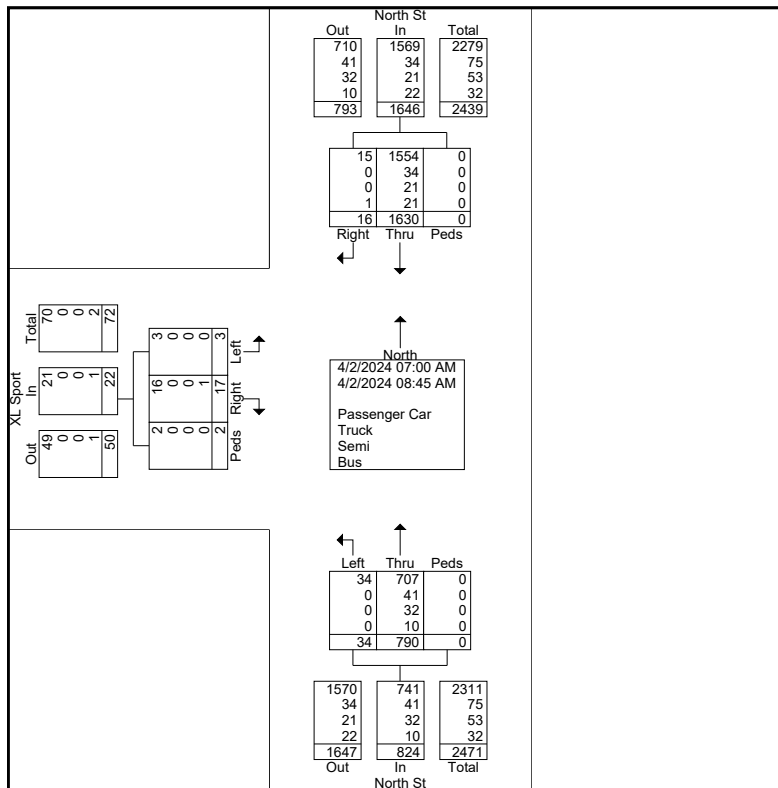 North St
Out In Total
710 1569 2279
41 34 75
32 21 53
10 22 32
793 1646 2439
15 1554 0
0 34 0
0 21 0
1 21 0
16 1630 0
Right Thru Peds
XL Sport
Out In Total
49 21 70
0 0 0
0 0 0
1 1 2
50 22 72
2 16 3
0 0 0
0 0 0
0 1 0
2 17 3
Peds Right Left
North
4/2/2024 07:00 AM
4/2/2024 08:45 AM
Passenger Car
Truck
Semi
Bus
Left Thru Peds
34 707 0
0 41 0
0 32 0
0 10 0
34 790 0
1570 741 2311
34 41 75
21 32 53
22 10 32
1647 824 2471
Out In Total
North St